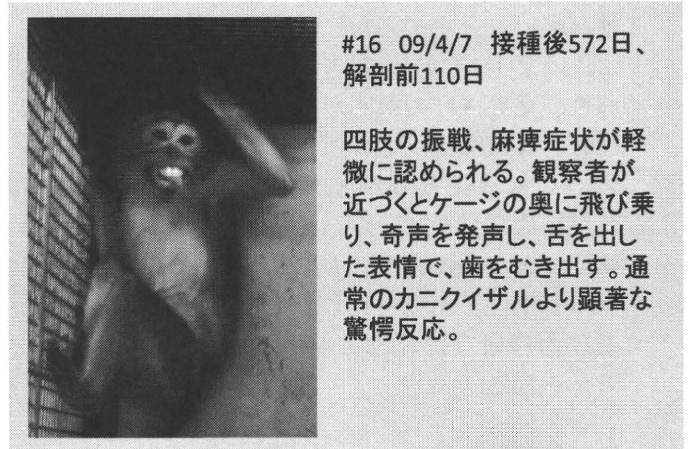 #16 09/4/7 接種後572日、
解剖前110日
四肢の振戦、麻痺症状が軽
微に認められる。観察者が
近づくとケージの奥に飛び乗
り、奇声を発声し、舌を出し
た表情で、歯をむき出す。通
常のカニクイザルより顕著な
驚愕反応。